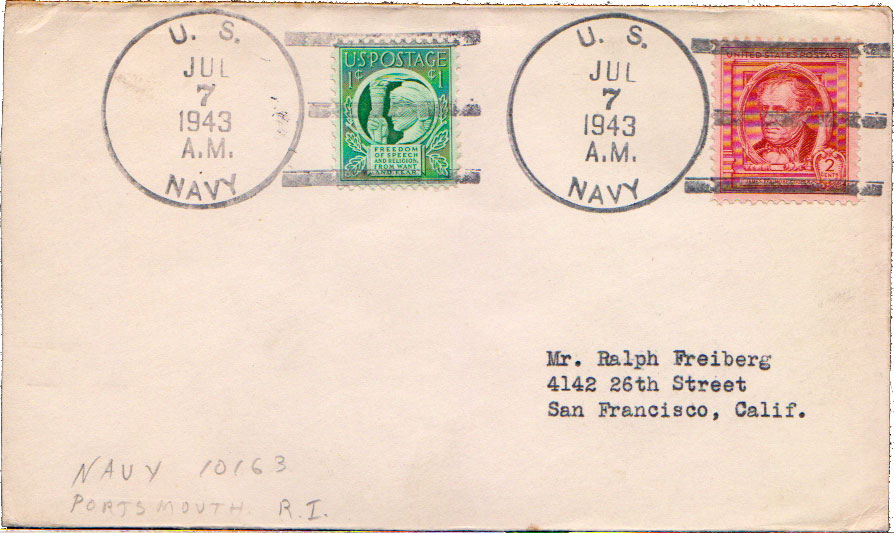 U. S.
JUL
7
1943
A.M.
NAVY
U.S. POSTAGE
1¢ ¢1
FREEDOM
OF SPEECH
AND RELIGION,
FROM WANT
AND FEAR
U. S.
JUL
7
1943
A.M.
NAVY
UNITED STATES POSTAGE
2
CENTS
Mr. Ralph Freiberg
4142 26th Street
San Francisco, Calif.
NAVY 10163
PORTSMOUTH R.I.